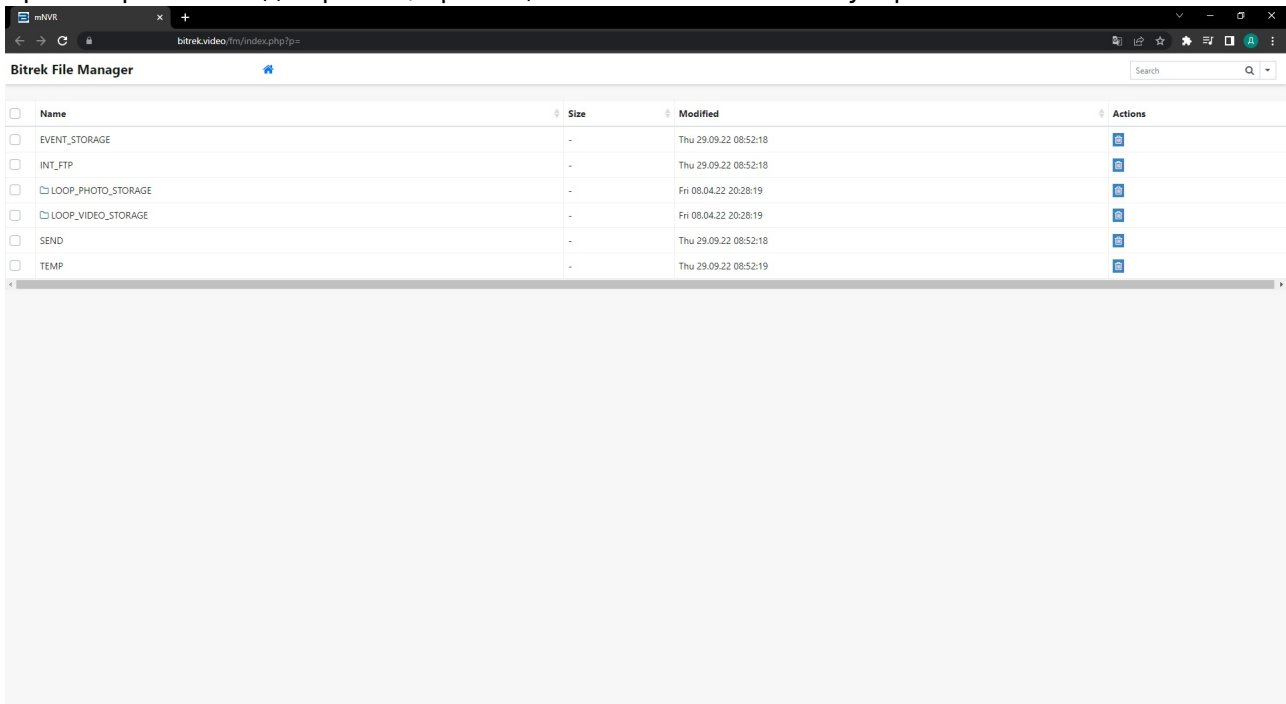 mNVR
bitrek.video/fm/index.php?p=
Д
Bitrek File Manager
Search
Name Size Modified Actions
EVENT_STORAGE - Thu 29.09.22 08:52:18
INT_FTP - Thu 29.09.22 08:52:18
LOOP_PHOTO_STORAGE - Fri 08.04.22 20:28:19
LOOP_VIDEO_STORAGE - Fri 08.04.22 20:28:19
SEND - Thu 29.09.22 08:52:18
TEMP - Thu 29.09.22 08:52:19